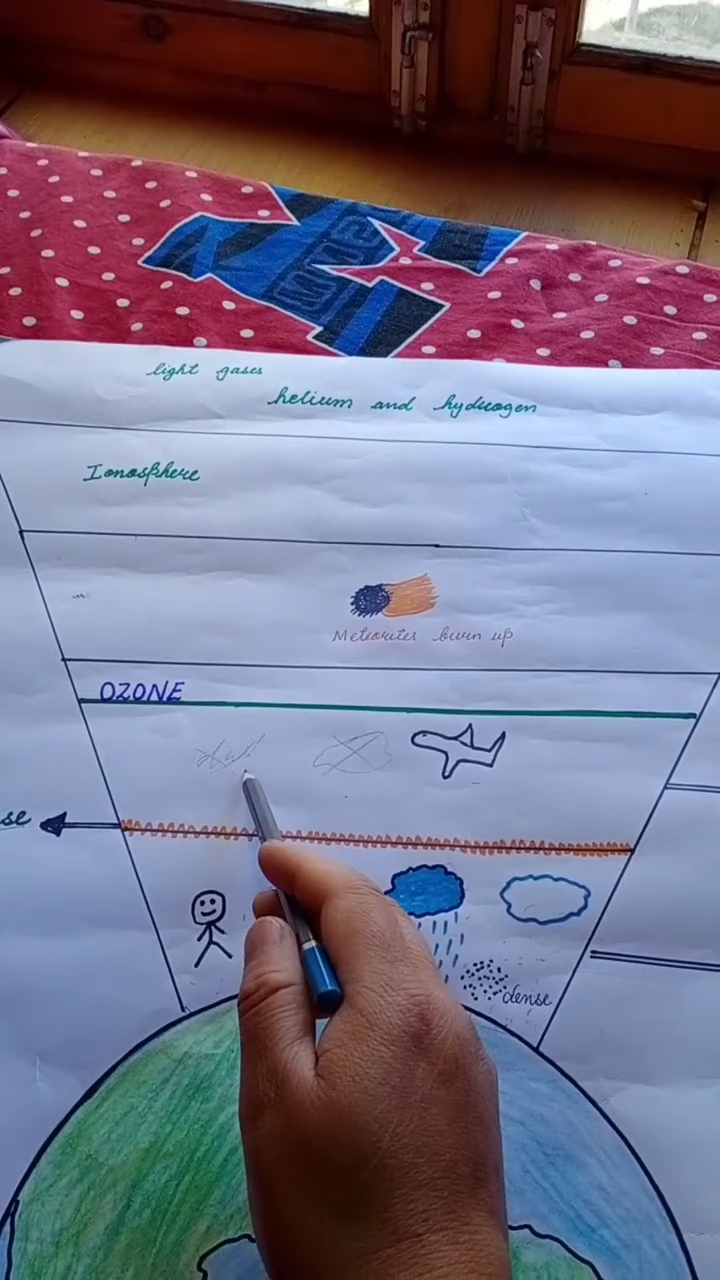 light gases
helium and hydrogen
Ionosphere
Meteorites burn up
OZONE
se
dense